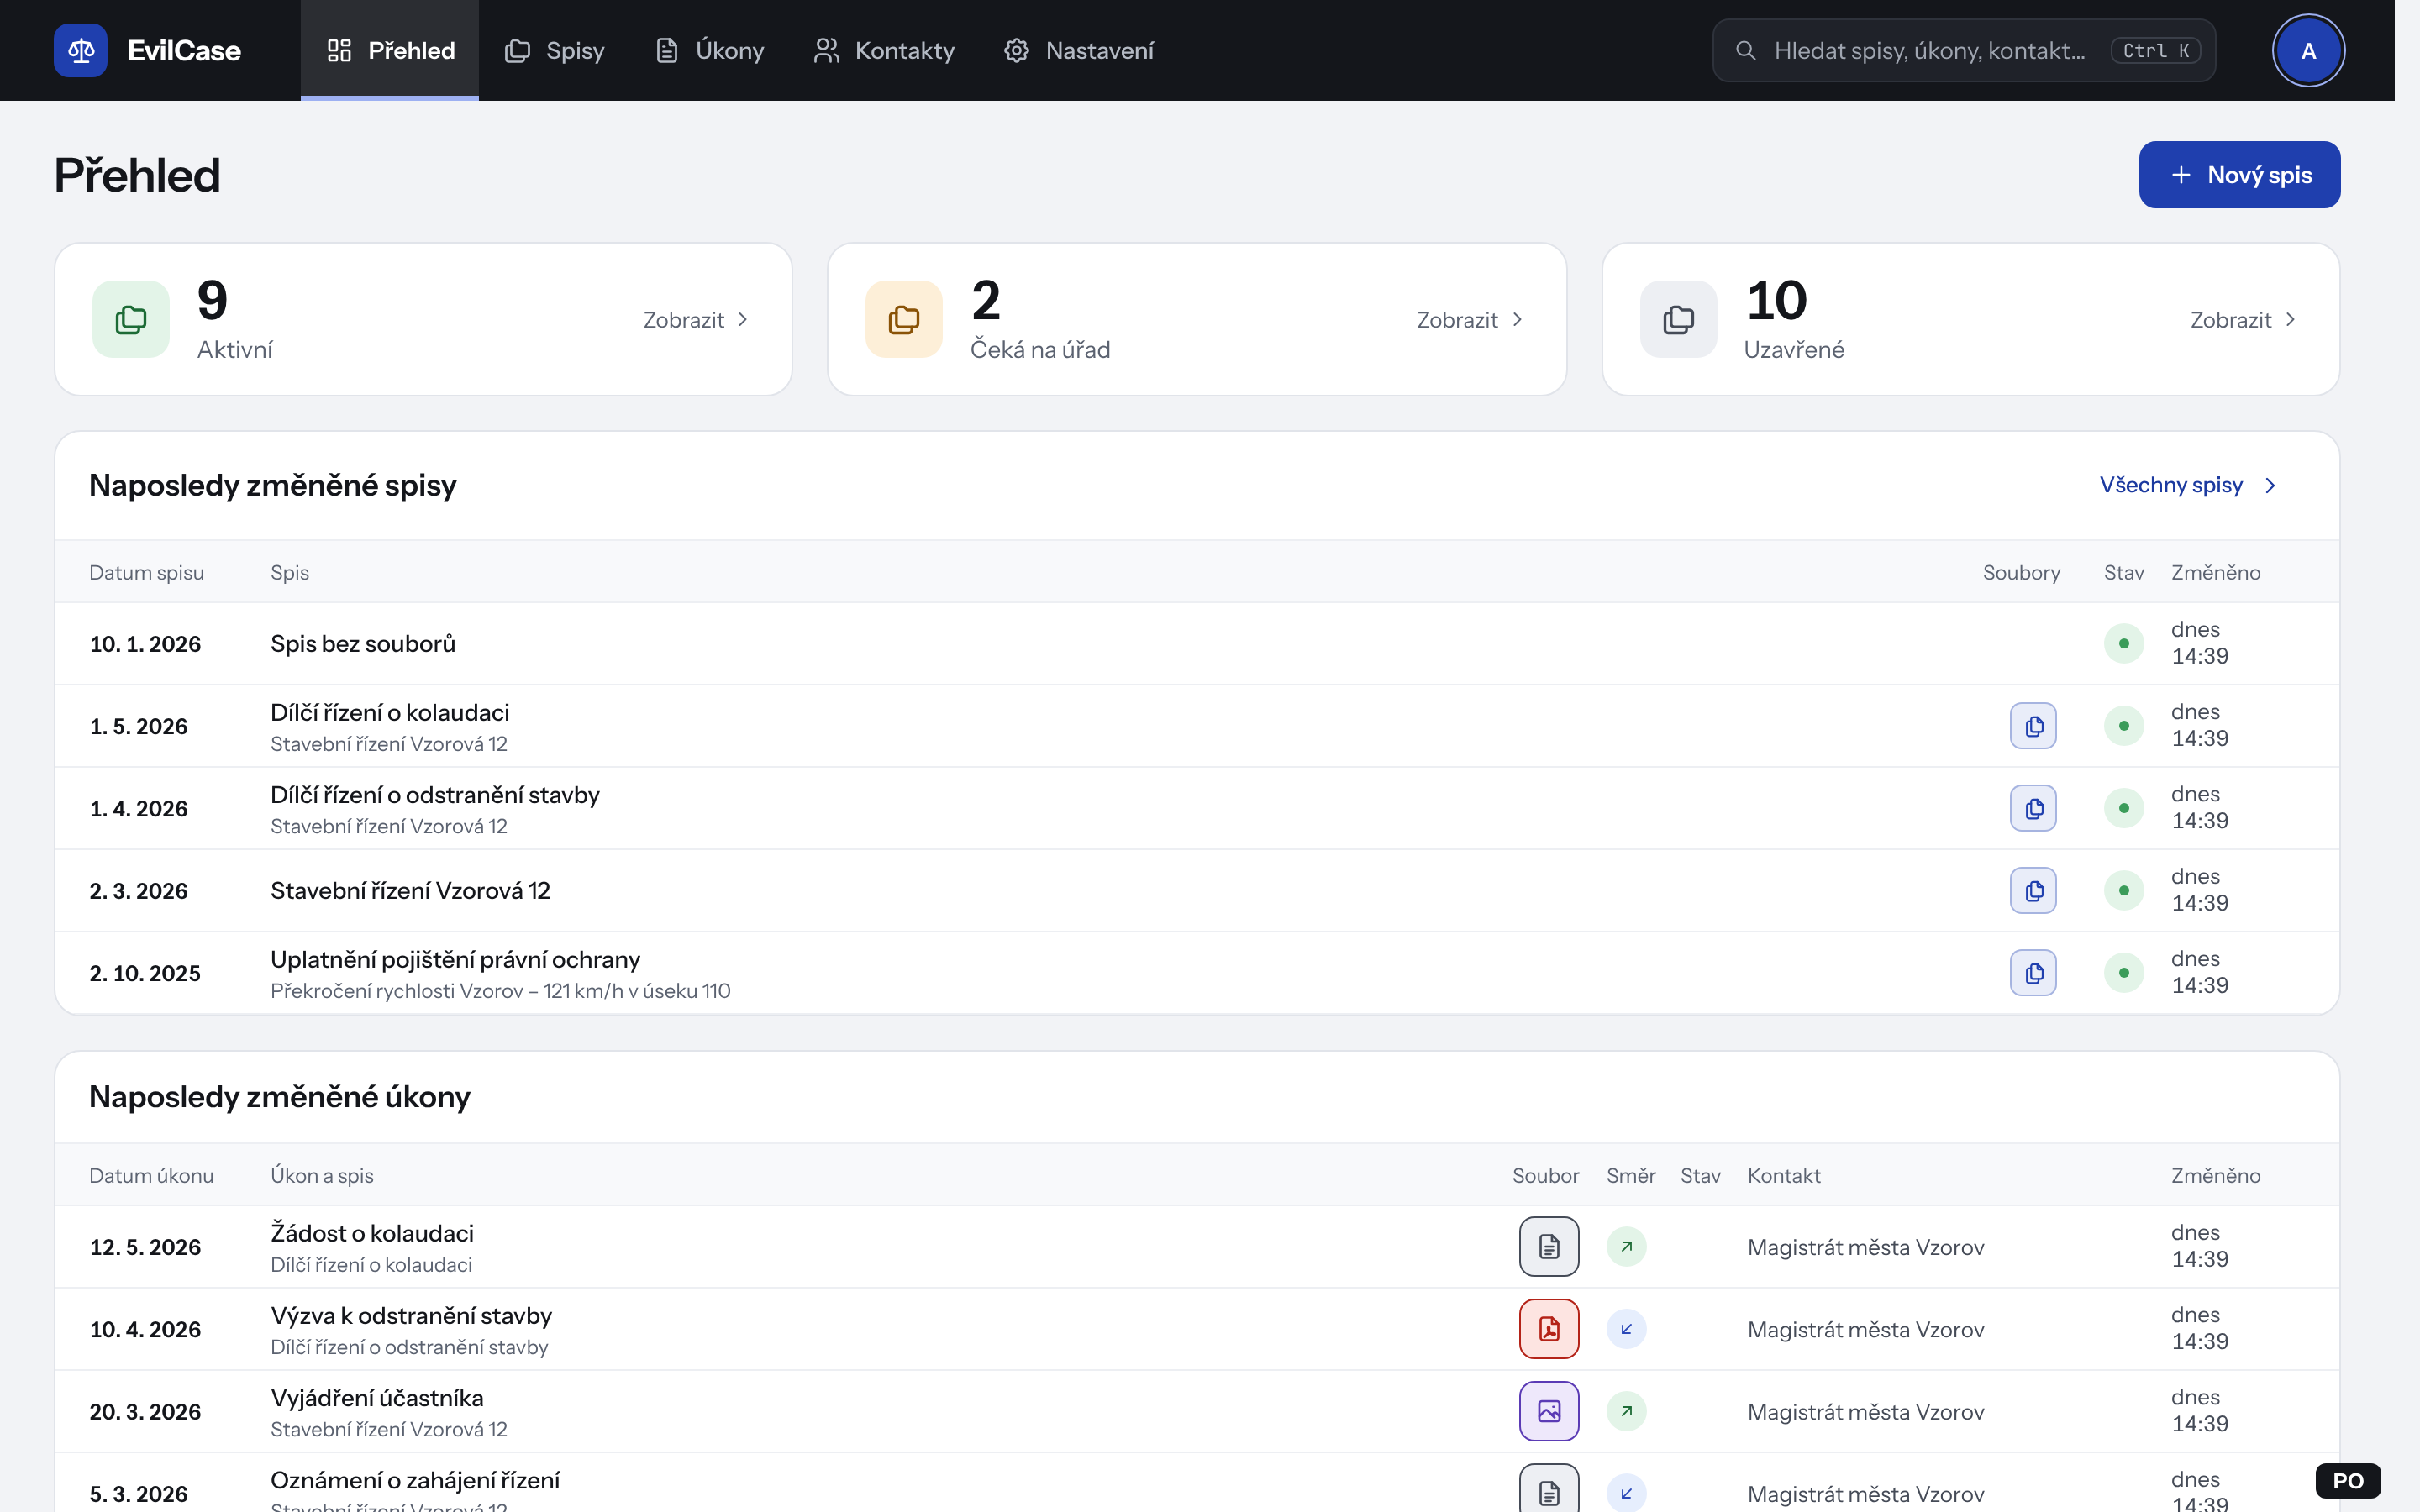 EvilCase
Přehled
Spisy
Úkony
Kontakty
Nastavení
Hledat spisy, úkony, kontakt...
Ctrl K
A
Přehled
Nový spis
9
Aktivní
Zobrazit
2
Čeká na úřad
Zobrazit
10
Uzavřené
Zobrazit
Naposledy změněné spisy
Všechny spisy
Datum spisu Spis Soubory Stav Změněno
10. 1. 2026 Spis bez souborů dnes
14:39
1. 5. 2026 Dílčí řízení o kolaudaci dnes
Stavební řízení Vzorová 12 14:39
1. 4. 2026 Dílčí řízení o odstranění stavby dnes
Stavební řízení Vzorová 12 14:39
2. 3. 2026 Stavební řízení Vzorová 12 dnes
14:39
2. 10. 2025 Uplatnění pojištění právní ochrany dnes
Překročení rychlosti Vzorov – 121 km/h v úseku 110 14:39
Naposledy změněné úkony
Datum úkonu Úkon a spis Soubor Směr Stav Kontakt Změněno
12. 5. 2026 Žádost o kolaudaci Magistrát města Vzorov dnes
Dílčí řízení o kolaudaci 14:39
10. 4. 2026 Výzva k odstranění stavby Magistrát města Vzorov dnes
Dílčí řízení o odstranění stavby 14:39
20. 3. 2026 Vyjádření účastníka Magistrát města Vzorov dnes
Stavební řízení Vzorová 12 14:39
5. 3. 2026 Oznámení o zahájení řízení Magistrát města Vzorov dnes
Stavební řízení Vzorová 12 14:39
PO